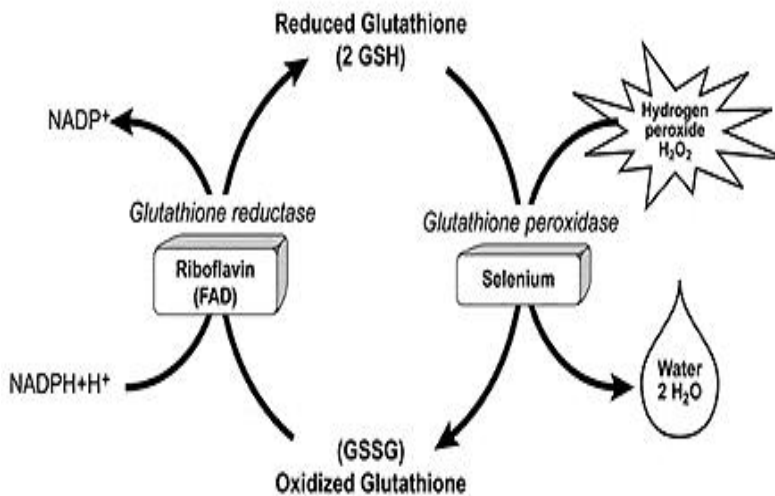 Reduced Glutathione
(2 GSH)
NADP⁺
Hydrogen
peroxide
H₂O₂
Glutathione reductase
Glutathione peroxidase
Riboflavin
(FAD)
Selenium
NADPH+H⁺
Water
2 H₂O
(GSSG)
Oxidized Glutathione